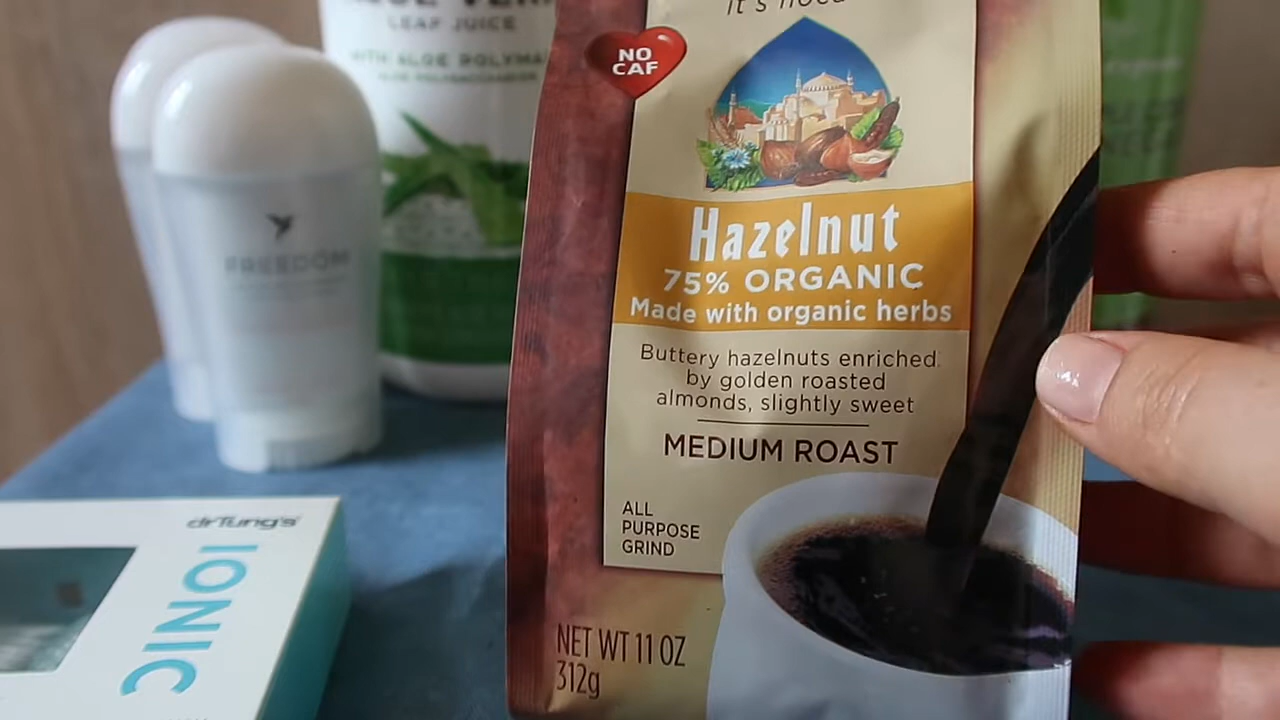 LEAF JUICE
WITH ALOE
FREEDOM
drTung's
IONIC
it's
NO
CAF
Hazelnut
75% ORGANIC
Made with organic herbs
Buttery hazelnuts enriched
by golden roasted
almonds, slightly sweet
MEDIUM ROAST
ALL
PURPOSE
GRIND
NET WT 11 OZ
312g